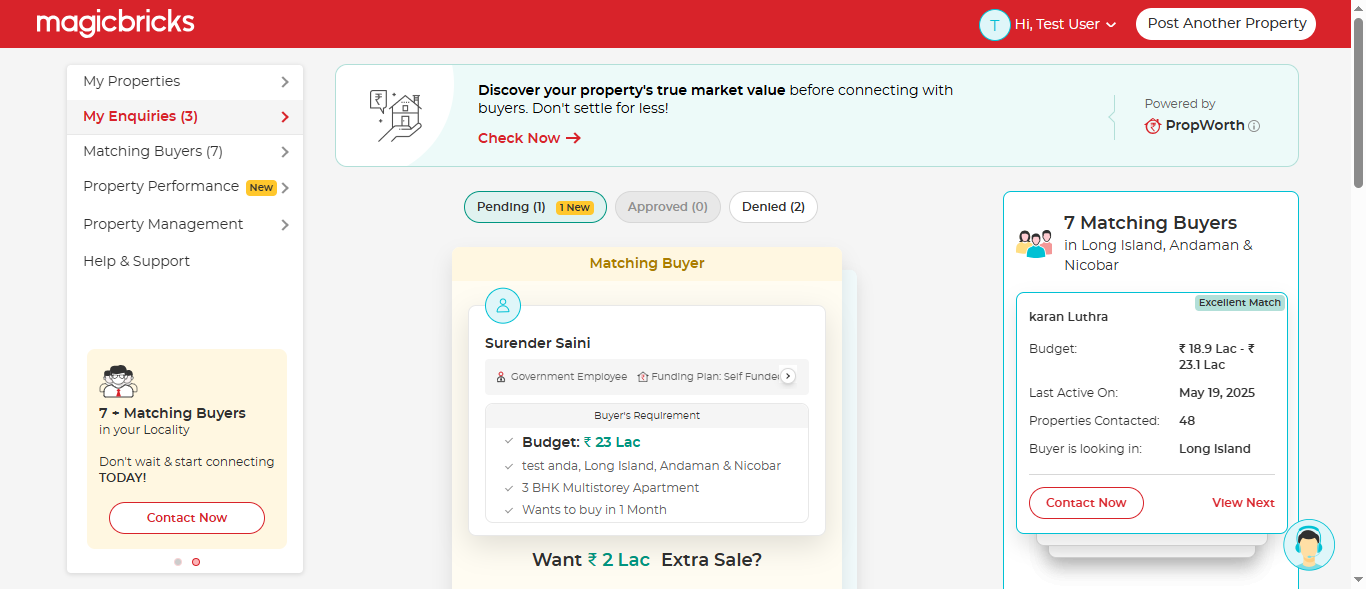 magicbricks
T Hi, Test User
Post Another Property
My Properties
My Enquiries (3)
Matching Buyers (7)
Property Performance New
Property Management
Help & Support
7 + Matching Buyers
in your Locality
Don't wait & start connecting
TODAY!
Contact Now
Discover your property's true market value before connecting with
buyers. Don't settle for less!
Check Now →
Powered by
PropWorth
Pending (1) 1 New
Approved (0)
Denied (2)
Matching Buyer
Surender Saini
Government Employee Funding Plan: Self Funde
Buyer's Requirement
Budget: ₹ 23 Lac
test anda, Long Island, Andaman & Nicobar
3 BHK Multistorey Apartment
Wants to buy in 1 Month
Want ₹ 2 Lac Extra Sale?
7 Matching Buyers
in Long Island, Andaman &
Nicobar
Excellent Match
karan Luthra
Budget: ₹ 18.9 Lac - ₹
23.1 Lac
Last Active On: May 19, 2025
Properties Contacted: 48
Buyer is looking in: Long Island
Contact Now
View Next